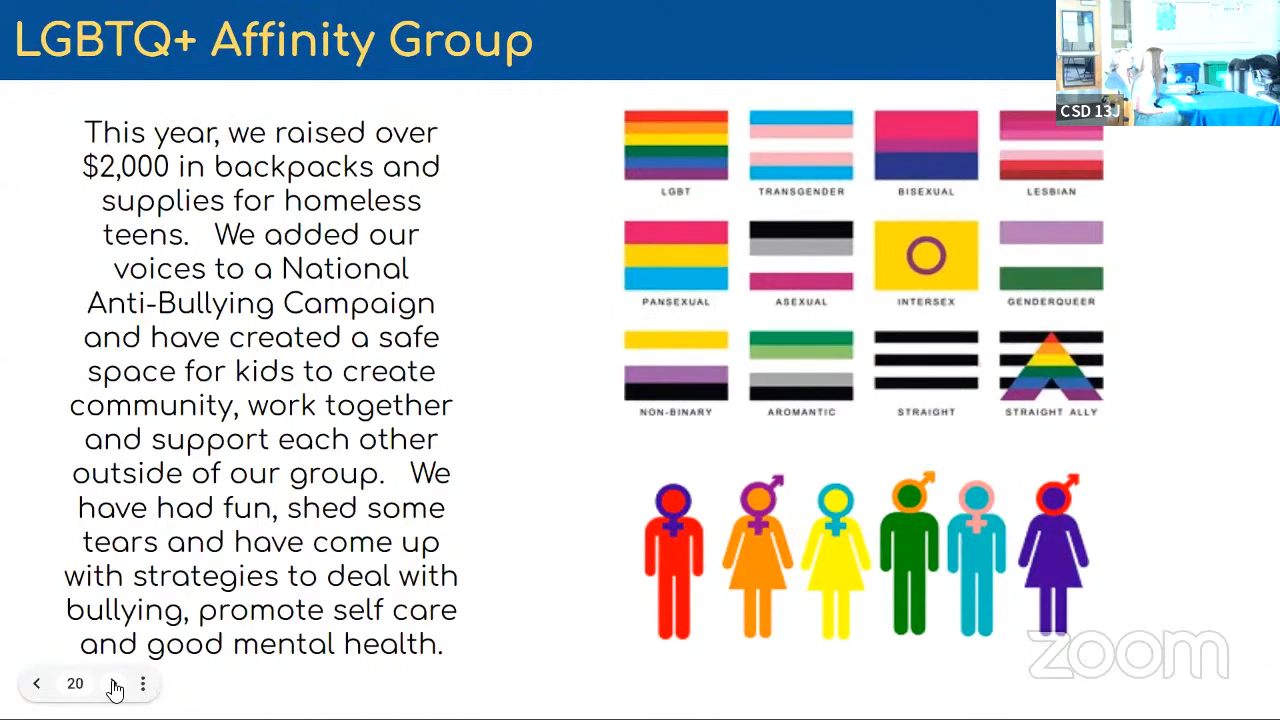 LGBTQ+ Affinity Group
CSD 13J
This year, we raised over
$2,000 in backpacks and
supplies for homeless
teens. We added our
voices to a National
Anti-Bullying Campaign
and have created a safe
space for kids to create
community, work together
and support each other
outside of our group. We
have had fun, shed some
tears and have come up
with strategies to deal with
bullying, promote self care
and good mental health.
LGBT TRANSGENDER BISEXUAL LESBIAN
PANSEXUAL ASEXUAL INTERSEX GENDERQUEER
NON-BINARY AROMANTIC STRAIGHT STRAIGHT ALLY
zoom
20